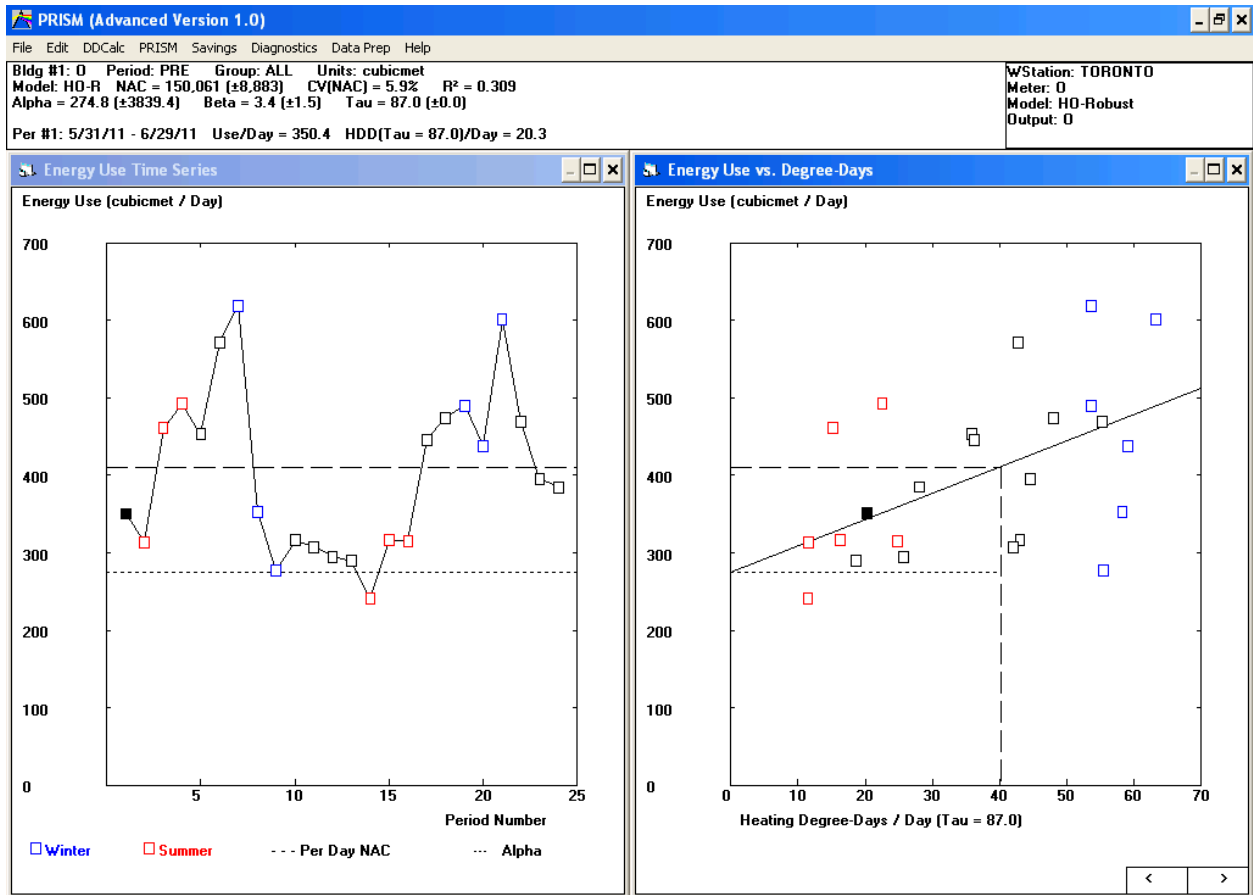 PRISM (Advanced Version 1.0)
File Edit DDCalc PRISM Savings Diagnostics Data Prep Help
Bldg #1: 0 Period: PRE Group: ALL Units: cubicmet
Model: HO-R NAC = 150,061 (±8,883) CV(NAC) = 5.9% R² = 0.309
Alpha = 274.8 (±3839.4) Beta = 3.4 (±1.5) Tau = 87.0 (±0.0)
Per #1: 5/31/11 - 6/29/11 Use/Day = 350.4 HDD(Tau = 87.0)/Day = 20.3
WStation: TORONTO
Meter: 0
Model: HO-Robust
Output: 0
Energy Use Time Series
Energy Use (cubicmet / Day)
700
600
500
400
300
200
100
0
5 10 15 20 25
Period Number
Winter Summer - - - Per Day NAC --- Alpha
Energy Use vs. Degree-Days
Energy Use (cubicmet / Day)
700
600
500
400
300
200
100
0
0 10 20 30 40 50 60 70
Heating Degree-Days / Day (Tau = 87.0)
< >